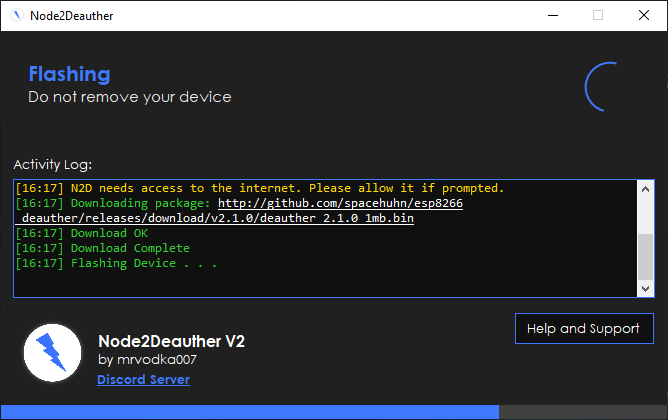 Node2Deauther
Flashing
Do not remove your device
Activity Log:
[16:17] N2D needs access to the internet. Please allow it if prompted.
[16:17] Downloading package: http://github.com/spacehuhn/esp8266
_deauther/releases/download/v2.1.0/deauther_2.1.0_1mb.bin
[16:17] Download OK
[16:17] Download Complete
[16:17] Flashing Device . . .
Help and Support
Node2Deauther V2
by mrvodka007
Discord Server